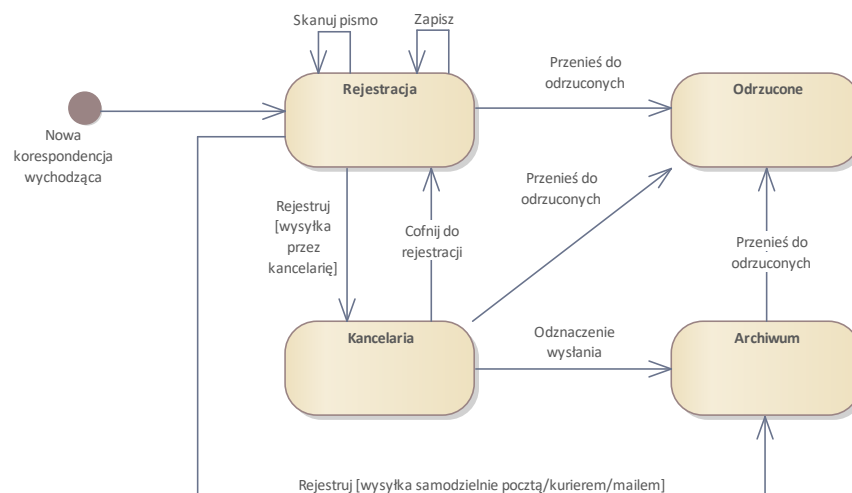 Skanuj pismo
Zapisz
Rejestracja
Przenieś do
odrzuconych
Odrzucone
Nowa
korespondencja
wychodząca
Rejestruj
[wysyłka
przez
kancelarię]
Cofnij do
rejestracji
Przenieś do
odrzuconych
Przenieś do
odrzuconych
Kancelaria
Odznaczenie
wysłania
Archiwum
Rejestruj [wysyłka samodzielnie pocztą/kurierem/mailem]